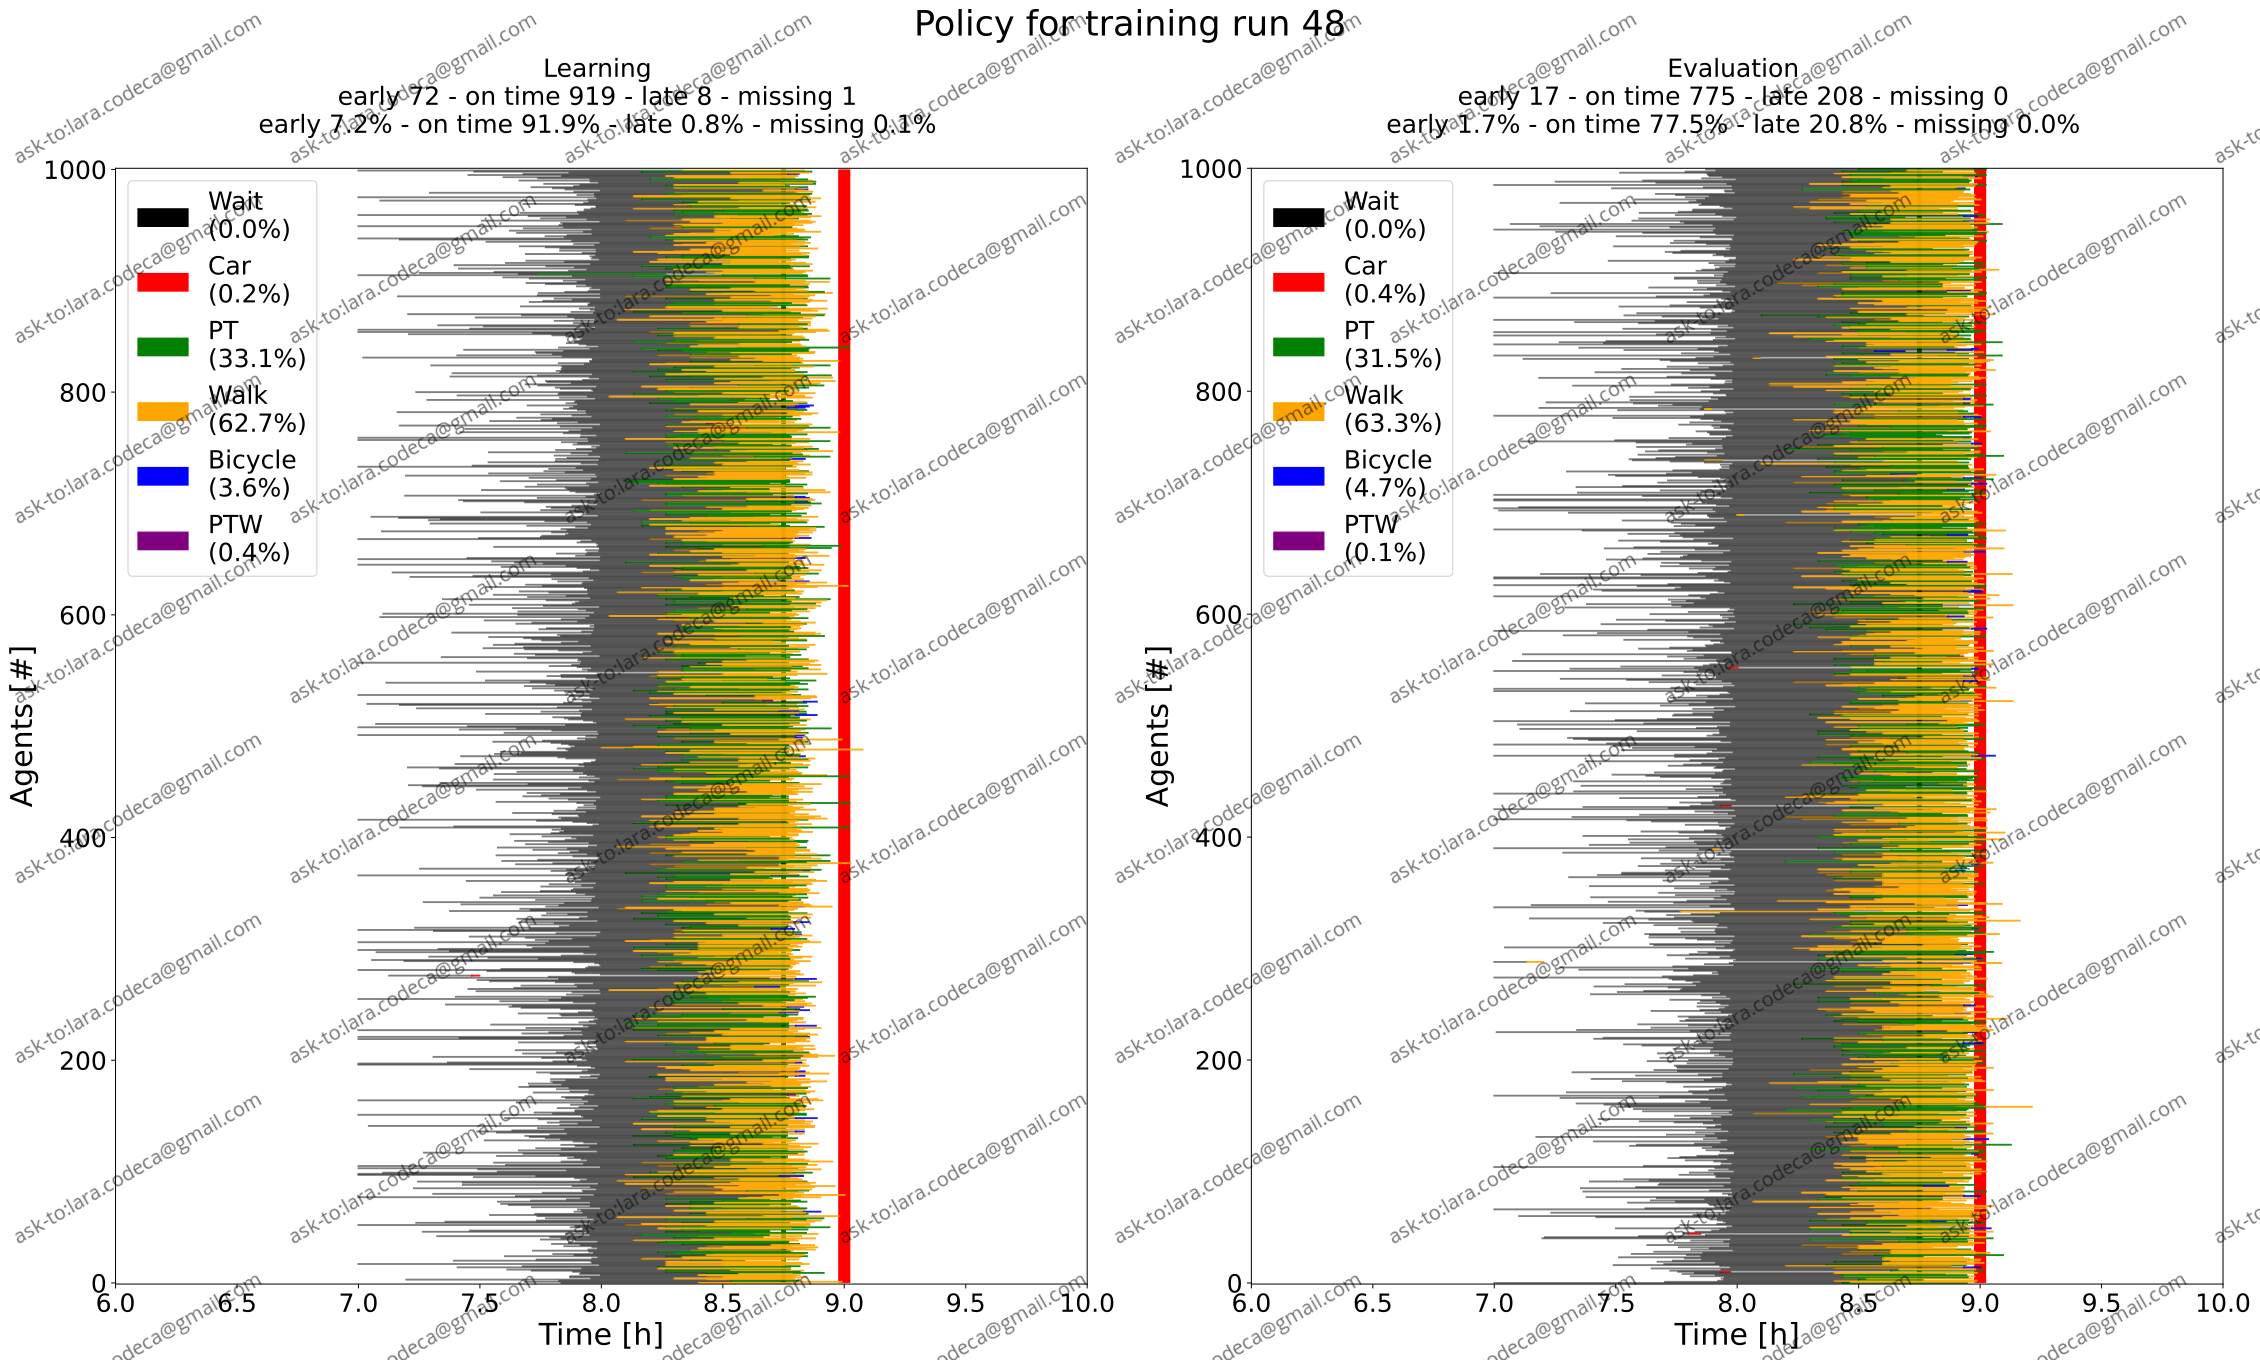 Policy for training run 48
Learning
early 72 - on time 919 - late 8 - missing 1
early 7.2% - on time 91.9% - late 0.8% - missing 0.1%
Agents [#]
1000
800
600
400
200
0
Wait
(0.0%)
Car
(0.2%)
PT
(33.1%)
Walk
(62.7%)
Bicycle
(3.6%)
PTW
(0.4%)
6.0 6.5 7.0 7.5 8.0 8.5 9.0 9.5 10.0
Time [h]
Evaluation
early 17 - on time 775 - late 208 - missing 0
early 1.7% - on time 77.5% - late 20.8% - missing 0.0%
Agents [#]
1000
800
600
400
200
0
Wait
(0.0%)
Car
(0.4%)
PT
(31.5%)
Walk
(63.3%)
Bicycle
(4.7%)
PTW
(0.1%)
6.0 6.5 7.0 7.5 8.0 8.5 9.0 9.5 10.0
Time [h]
ask-to:lara.codeca@gmail.com